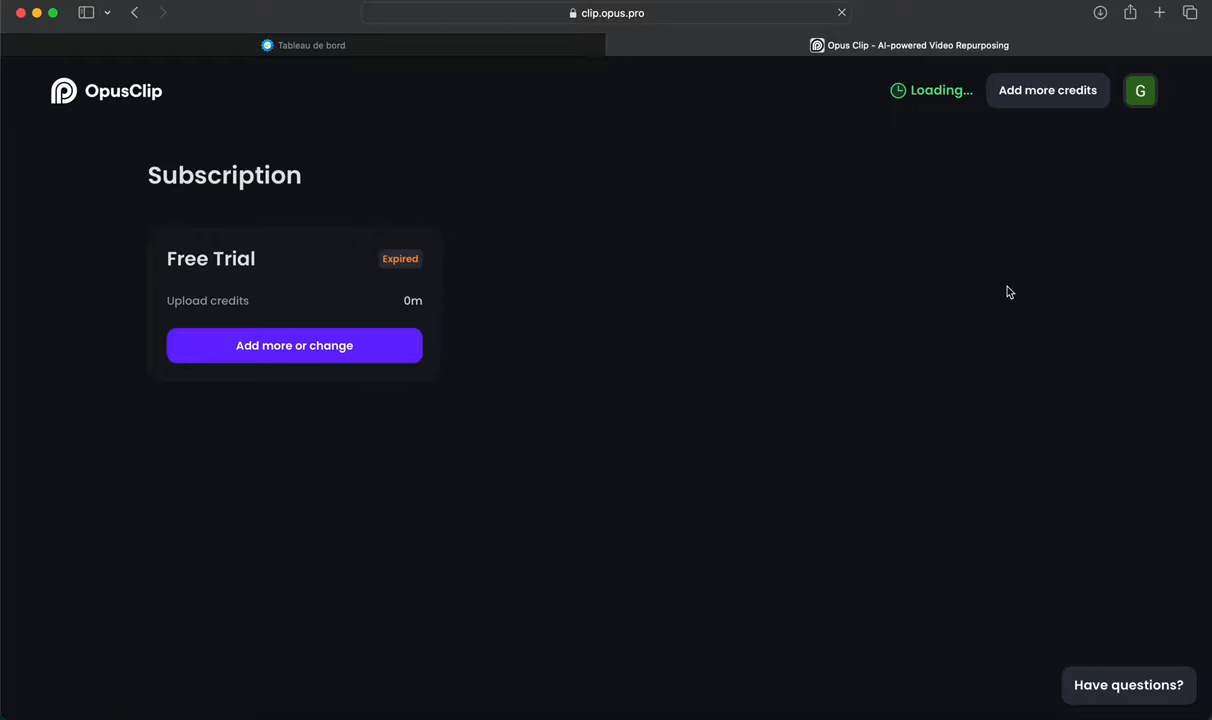 clip.opus.pro
Tableau de bord
Opus Clip - AI-powered Video Repurposing
OpusClip
Loading...
Add more credits
G
Subscription
Free Trial
Expired
Upload credits
0m
Add more or change
Have questions?